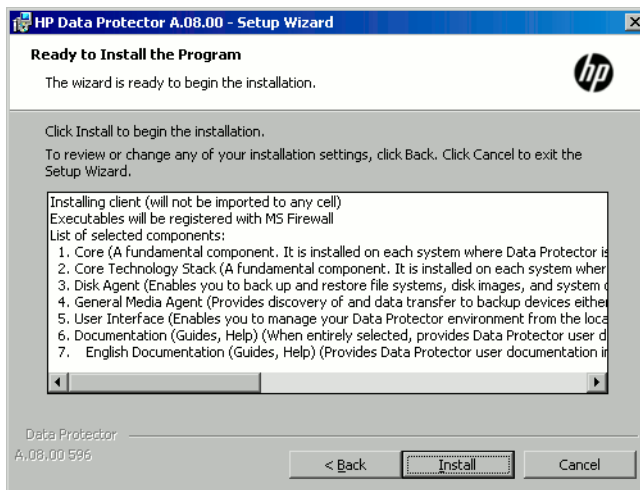 HP Data Protector A.08.00 - Setup Wizard
Ready to Install the Program
The wizard is ready to begin the installation.
hp
Click Install to begin the installation.
To review or change any of your installation settings, click Back. Click Cancel to exit the
Setup Wizard.
Installing client (will not be imported to any cell)
Executables will be registered with MS Firewall
List of selected components:
1. Core (A fundamental component. It is installed on each system where Data Protector is
2. Core Technology Stack (A fundamental component. It is installed on each system wher
3. Disk Agent (Enables you to back up and restore file systems, disk images, and system
4. General Media Agent (Provides discovery of and data transfer to backup devices eithe
5. User Interface (Enables you to manage your Data Protector environment from the loca
6. Documentation (Guides, Help) (When entirely selected, provides Data Protector user d
7. English Documentation (Guides, Help) (Provides Data Protector user documentation i
Data Protector
A.08.00 596
< Back
Install
Cancel